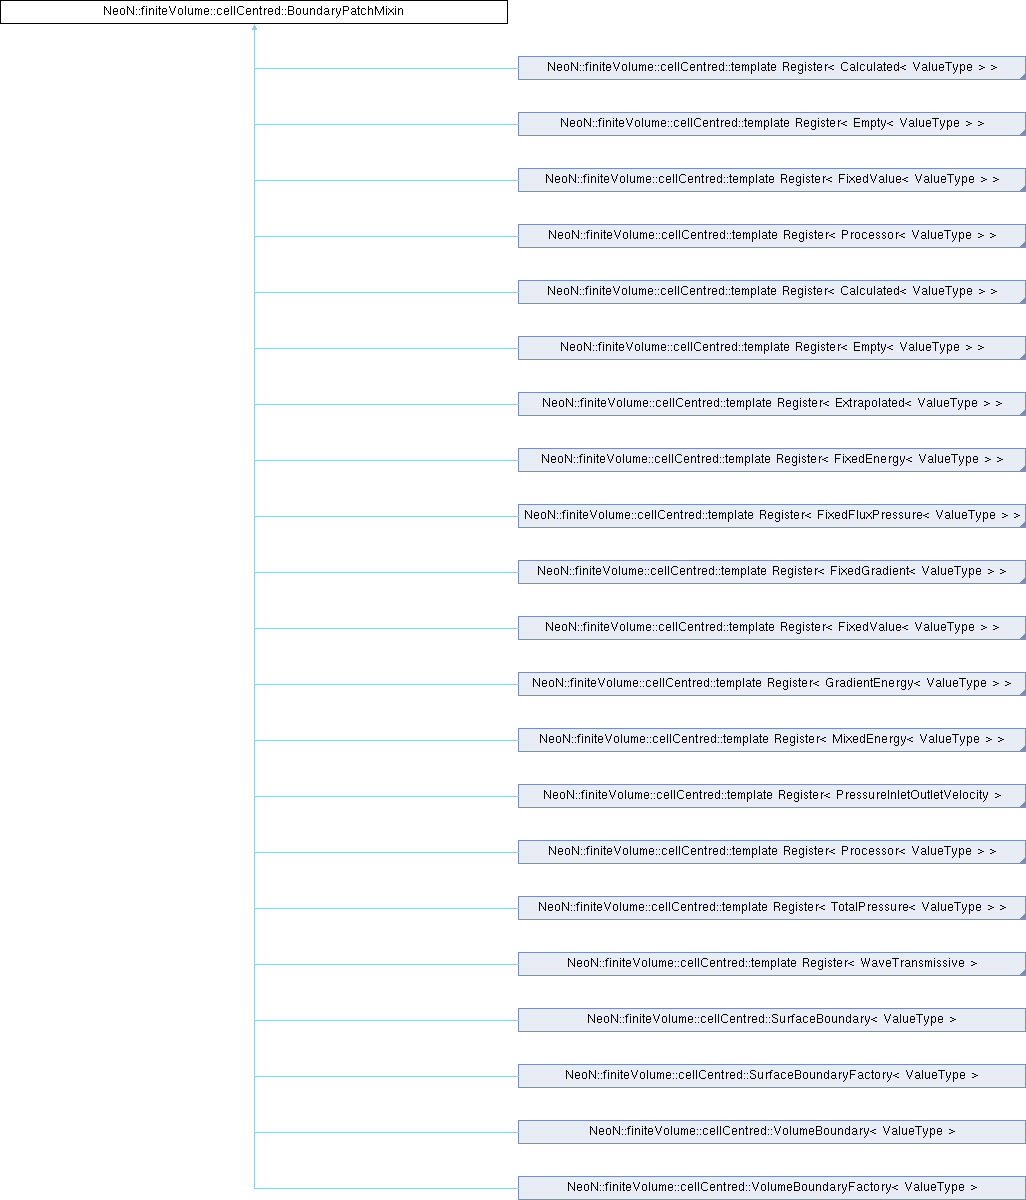 NeoN::finiteVolume::cellCentred::BoundaryPatchMixin
NeoN::finiteVolume::cellCentred::template Register< Calculated< ValueType > >
NeoN::finiteVolume::cellCentred::template Register< Empty< ValueType > >
NeoN::finiteVolume::cellCentred::template Register< FixedValue< ValueType > >
NeoN::finiteVolume::cellCentred::template Register< Processor< ValueType > >
NeoN::finiteVolume::cellCentred::template Register< Calculated< ValueType > >
NeoN::finiteVolume::cellCentred::template Register< Empty< ValueType > >
NeoN::finiteVolume::cellCentred::template Register< Extrapolated< ValueType > >
NeoN::finiteVolume::cellCentred::template Register< FixedEnergy< ValueType > >
NeoN::finiteVolume::cellCentred::template Register< FixedFluxPressure< ValueType > >
NeoN::finiteVolume::cellCentred::template Register< FixedGradient< ValueType > >
NeoN::finiteVolume::cellCentred::template Register< FixedValue< ValueType > >
NeoN::finiteVolume::cellCentred::template Register< GradientEnergy< ValueType > >
NeoN::finiteVolume::cellCentred::template Register< MixedEnergy< ValueType > >
NeoN::finiteVolume::cellCentred::template Register< PressureInletOutletVelocity >
NeoN::finiteVolume::cellCentred::template Register< Processor< ValueType > >
NeoN::finiteVolume::cellCentred::template Register< TotalPressure< ValueType > >
NeoN::finiteVolume::cellCentred::template Register< WaveTransmissive >
NeoN::finiteVolume::cellCentred::SurfaceBoundary< ValueType >
NeoN::finiteVolume::cellCentred::SurfaceBoundaryFactory< ValueType >
NeoN::finiteVolume::cellCentred::VolumeBoundary< ValueType >
NeoN::finiteVolume::cellCentred::VolumeBoundaryFactory< ValueType >